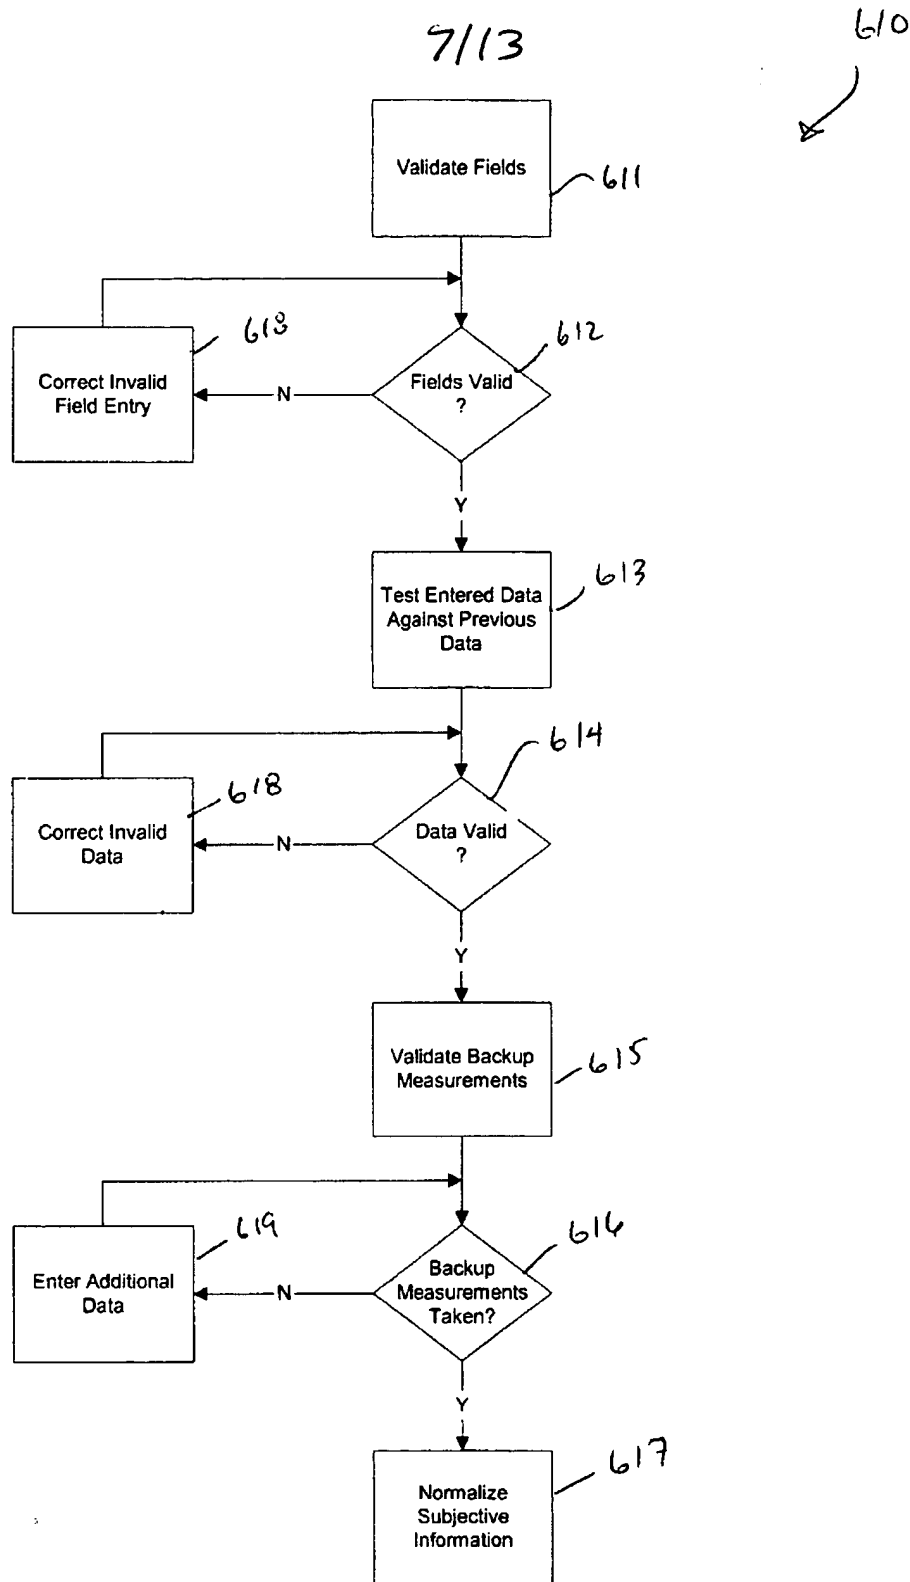 9/13
610
Validate Fields
611
618
612
Correct Invalid
Field Entry
N
Fields Valid
?
Y
613
Test Entered Data
Against Previous
Data
614
618
Correct Invalid
Data
N
Data Valid
?
Y
Validate Backup
Measurements
615
619
616
Enter Additional
Data
N
Backup
Measurements
Taken?
Y
617
Normalize
Subjective
Information